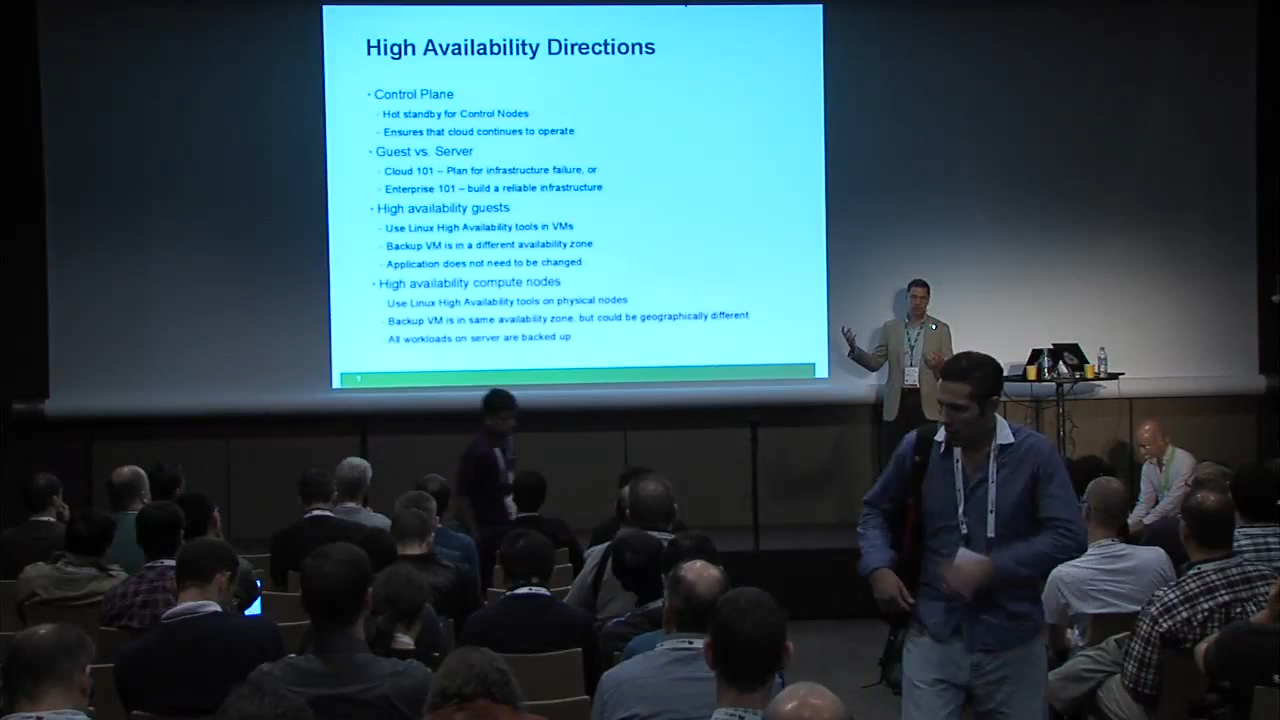 High Availability Directions
· Control Plane
- Hot standby for Control Nodes
- Ensures that cloud continues to operate
· Guest vs. Server
- Cloud 101 – Plan for infrastructure failure, or
- Enterprise 101 – build a reliable infrastructure
· High availability guests
- Use Linux High Availability tools in VMs
- Backup VM is in a different availability zone
- Application does not need to be changed
· High availability compute nodes
Use Linux High Availability tools on physical nodes
Backup VM is in same availability zone, but could be geographically different
All workloads on server are backed up